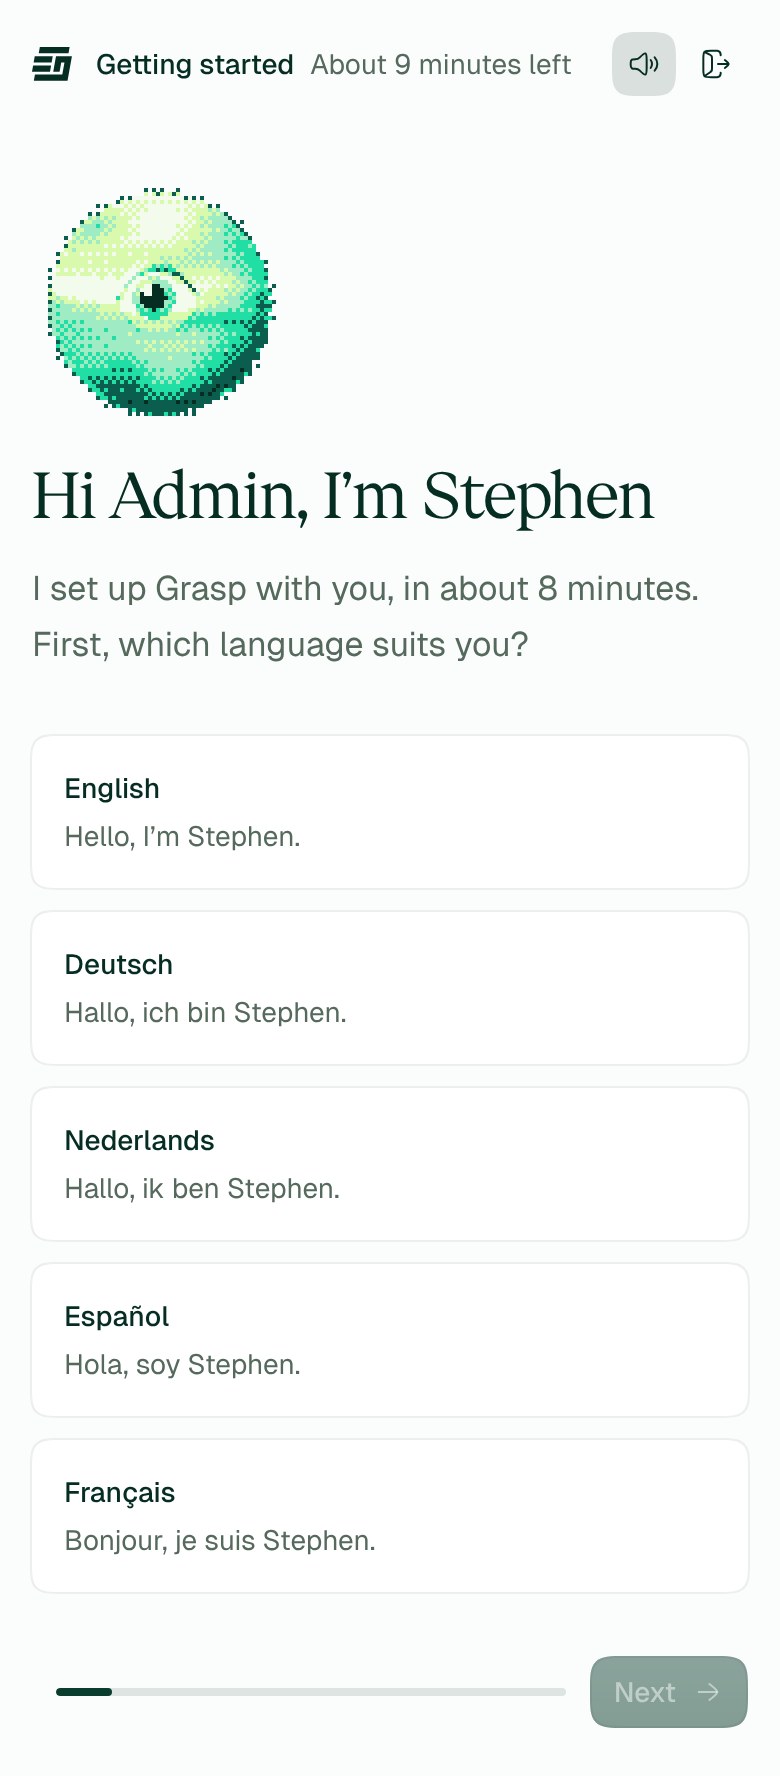 Getting started About 9 minutes left
Hi Admin, I’m Stephen
I set up Grasp with you, in about 8 minutes.
First, which language suits you?
English
Hello, I’m Stephen.
Deutsch
Hallo, ich bin Stephen.
Nederlands
Hallo, ik ben Stephen.
Español
Hola, soy Stephen.
Français
Bonjour, je suis Stephen.
Next